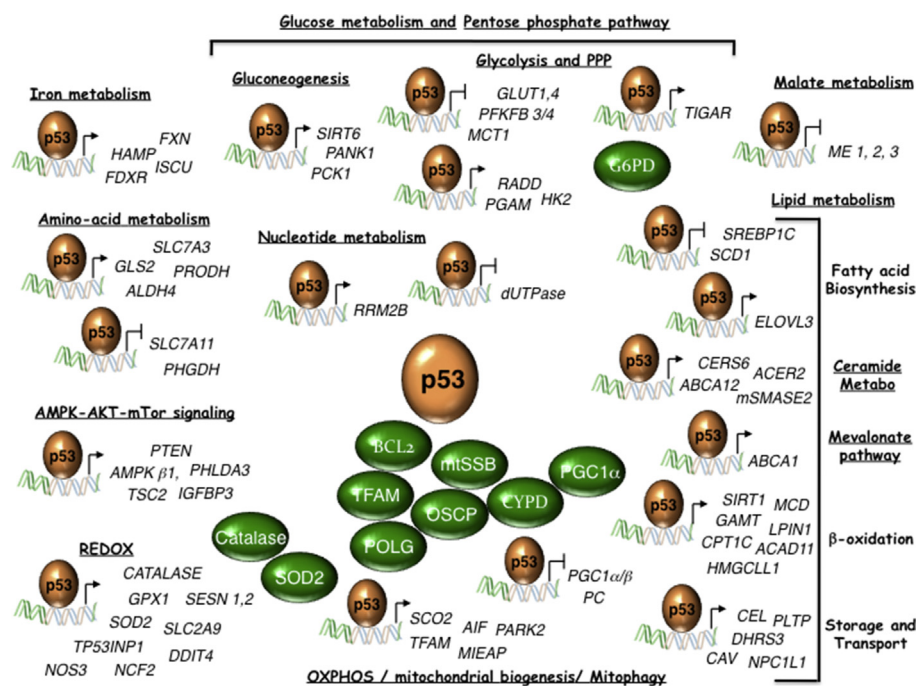 Glucose metabolism and Pentose phosphate pathway
Iron metabolism
p53
FXN
HAMP
ISCU
FDXR
Gluconeogenesis
p53
SIRT6
PANK1
PCK1
Glycolysis and PPP
p53
GLUT1,4
PFKFB 3/4
MCT1
p53
RADD
PGAM
HK2
p53
TIGAR
G6PD
Malate metabolism
p53
ME 1, 2, 3
Amino-acid metabolism
p53
SLC7A3
GLS2
PRODH
ALDH4
p53
SLC7A11
PHGDH
Nucleotide metabolism
p53
RRM2B
p53
dUTPase
Lipid metabolism
p53
SREBP1C
SCD1
p53
ELOVL3
Fatty acid
Biosynthesis
p53
CERS6
ACER2
ABCA12
mSMASE2
Ceramide
Metabo
p53
ABCA1
Mevalonate
pathway
p53
SIRT1
MCD
GAMT
LPIN1
CPT1C
ACAD11
HMGCLL1
β-oxidation
p53
CEL
PLTP
DHRS3
CAV
NPC1L1
Storage and
Transport
p53
BCL2
mtSSB
PGC1α
TFAM
OSCP
CYPD
POLG
Catalase
SOD2
AMPK-AKT-mTor signaling
p53
PTEN
AMPK β1,
PHLDA3
TSC2
IGFBP3
REDOX
p53
CATALASE
GPX1
SESN 1,2
SOD2
SLC2A9
TP53INP1
DDIT4
NOS3
NCF2
p53
SCO2
AIF
PARK2
TFAM
MIEAP
p53
PGC1α/β
PC
OXPHOS / mitochondrial biogenesis/ Mitophagy